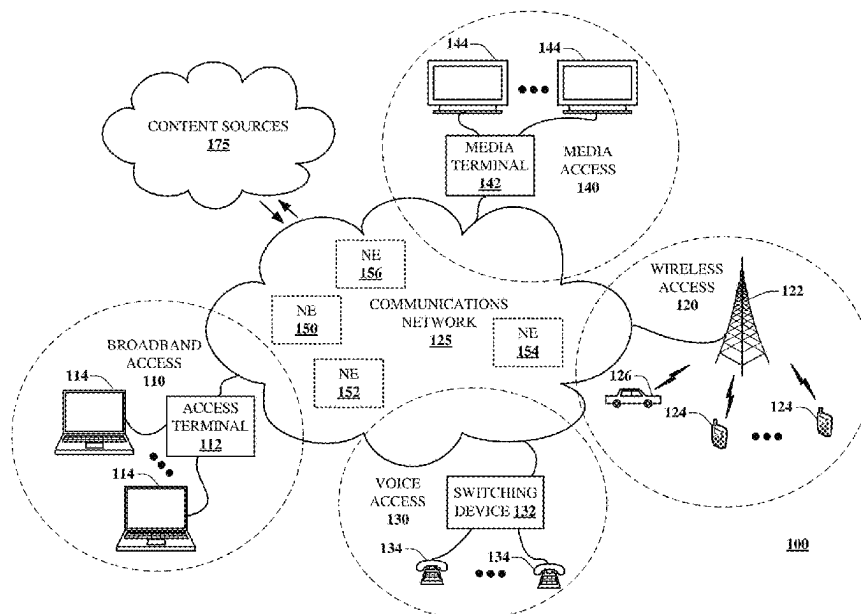 144
144
CONTENT SOURCES
175
MEDIA
TERMINAL
142
MEDIA
ACCESS
140
NE
156
WIRELESS
ACCESS
120
122
COMMUNICATIONS
NETWORK
125
NE
150
NE
154
BROADBAND
ACCESS
110
NE
152
126
114
124
124
ACCESS
TERMINAL
112
114
VOICE
ACCESS
130
SWITCHING
DEVICE 132
134
134
100